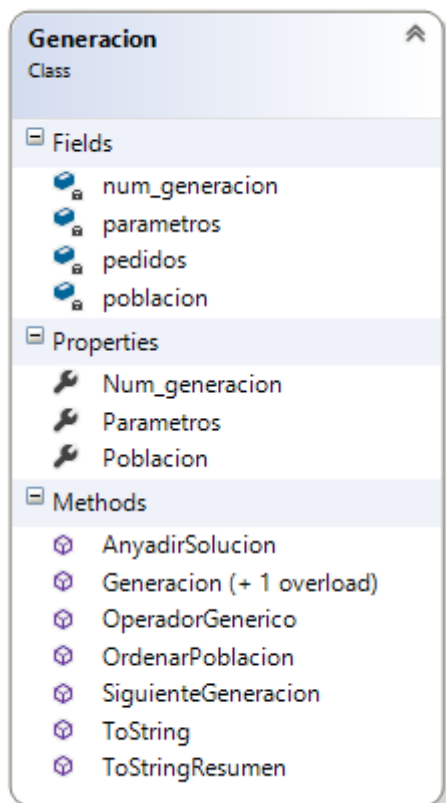 Generacion
Class
Fields
num_generacion
parametros
pedidos
poblacion
Properties
Num_generacion
Parametros
Poblacion
Methods
AnyadirSolucion
Generacion (+ 1 overload)
OperadorGenerico
OrdenarPoblacion
SiguienteGeneracion
ToString
ToStringResumen